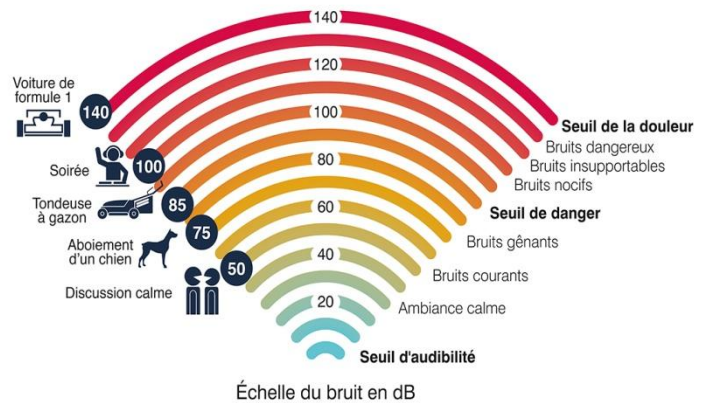 140
120
100
80
60
40
20
Voiture de
formule 1
140
Soirée
100
Tondeuse
à gazon
85
Aboiement
d'un chien
75
Discussion calme
50
Seuil de la douleur
Bruits dangereux
Bruits insupportables
Bruits nocifs
Seuil de danger
Bruits gênants
Bruits courants
Ambiance calme
Seuil d'audibilité
Échelle du bruit en dB